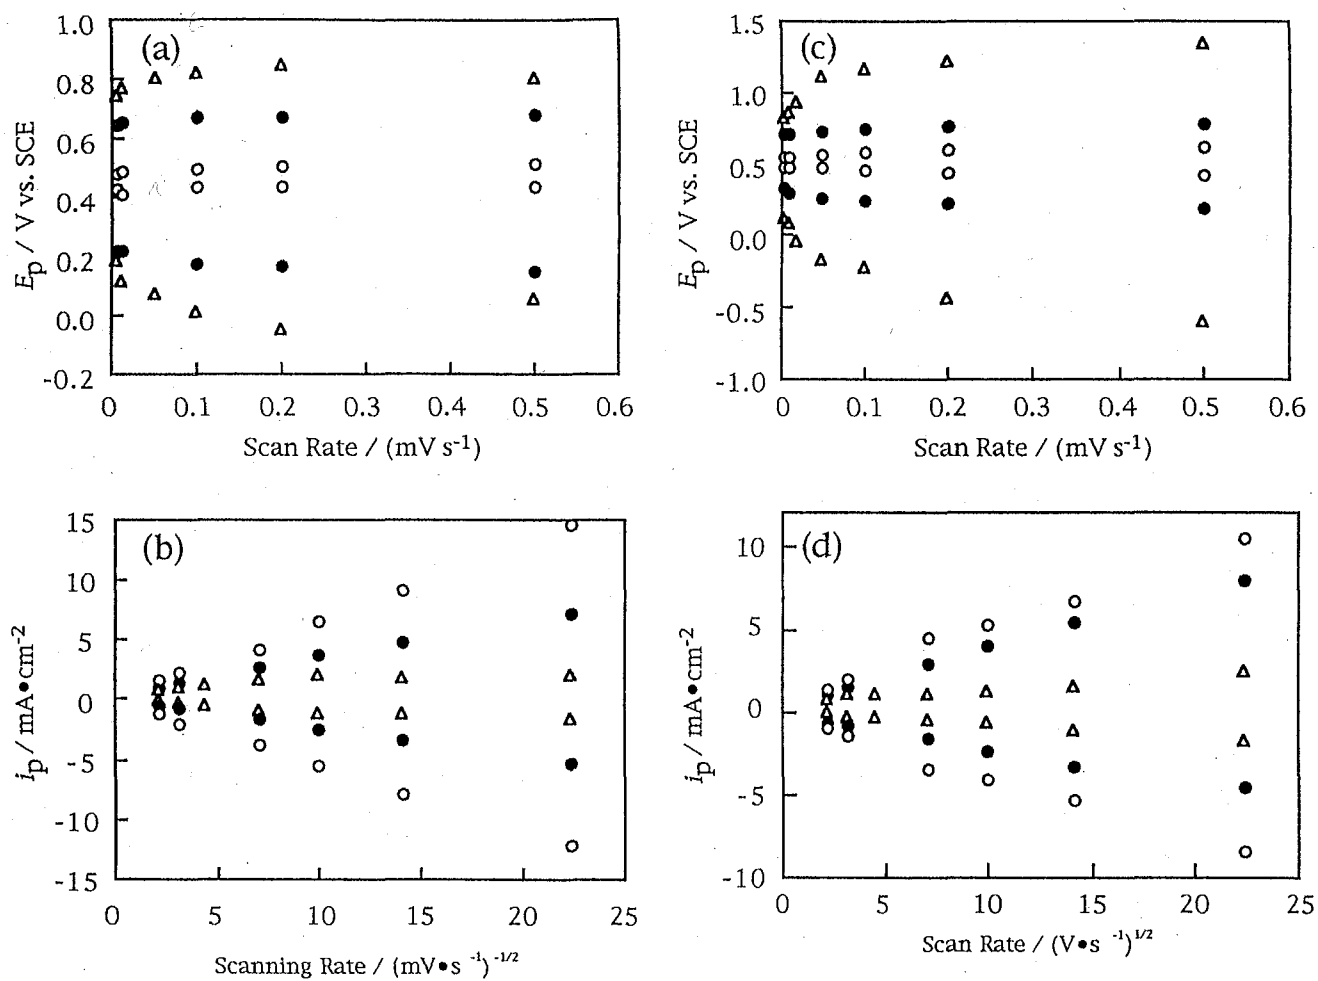 (a)
1.0
0.8
0.6
0.4
0.2
0.0
-0.2
E_p / V vs. SCE
0 0.1 0.2 0.3 0.4 0.5 0.6
Scan Rate / (mV s⁻¹)
(c)
1.5
1.0
0.5
0.0
-0.5
-1.0
E_p / V vs. SCE
0 0.1 0.2 0.3 0.4 0.5 0.6
Scan Rate / (mV s⁻¹)
(b)
15
10
5
0
-5
-10
-15
i_p / mA•cm⁻²
0 5 10 15 20 25
Scanning Rate / (mV•s⁻¹)⁻¹/²
(d)
10
5
0
-5
-10
i_p / mA•cm⁻²
0 5 10 15 20 25
Scan Rate / (V•s⁻¹)¹/²